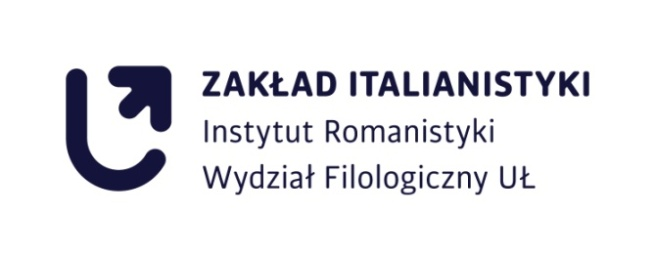 ZAKŁAD ITALIANISTYKI
Instytut Romanistyki
Wydział Filologiczny UŁ